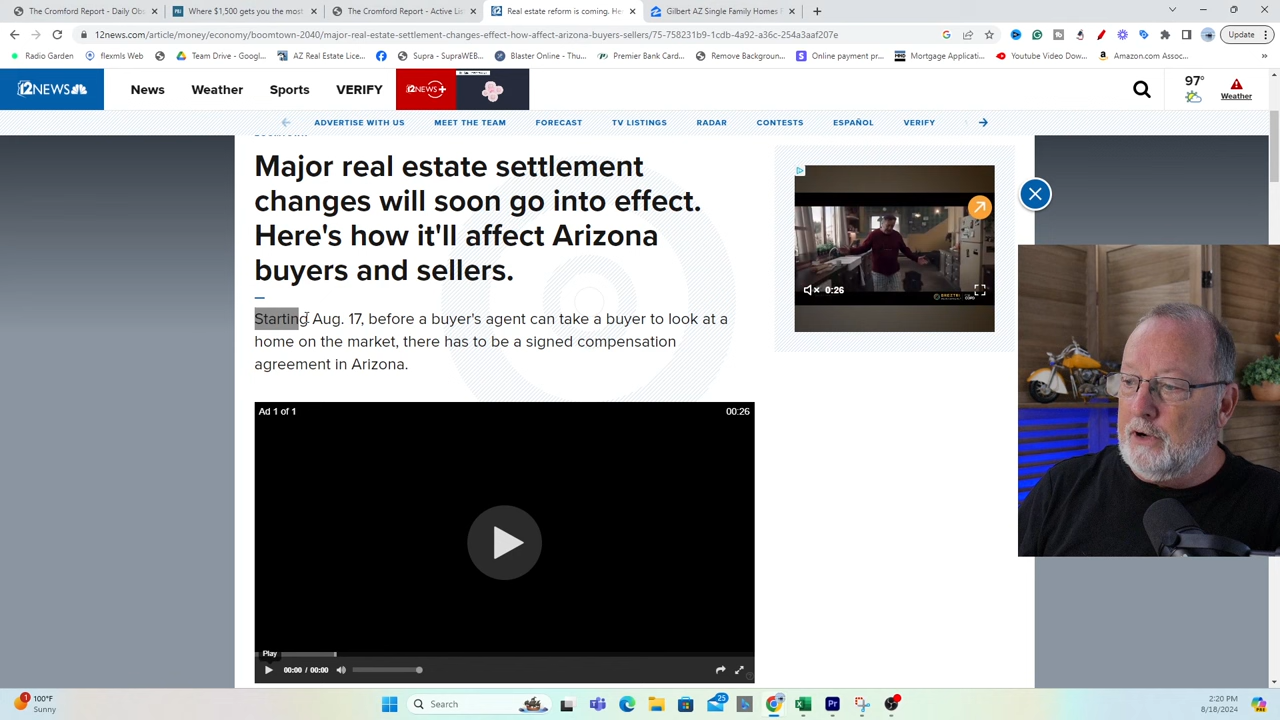 The Cromford Report - Daily Obs
Where $1,500 gets you the most
The Cromford Report - Active Lis
Real estate reform is coming. He
Gilbert AZ Single Family Homes F
12news.com/article/money/economy/boomtown-2040/major-real-estate-settlement-changes-effect-how-affect-arizona-buyers-sellers/75-758231b9-1cdb-4a92-a36c-254a3aaf207e
Update
Radio Garden
flexmls Web
Team Drive - Googl...
AZ Real Estate Lice...
Supra - SupraWEB...
Blaster Online - Thu...
Premier Bank Card...
Online payment pr...
Mortgage Applicati...
Youtube Video Dow...
Amazon.com Assoc...
12NEWS
News
Weather
Sports
VERIFY
12NEWS+
97°
Weather
ADVERTISE WITH US
MEET THE TEAM
FORECAST
TV LISTINGS
RADAR
CONTESTS
ESPAÑOL
VERIFY
BOOMTOWN
Major real estate settlement
changes will soon go into effect.
Here's how it'll affect Arizona
buyers and sellers.
Starting Aug. 17, before a buyer's agent can take a buyer to look at a
home on the market, there has to be a signed compensation
agreement in Arizona.
0:26
Ad 1 of 1
00:26
Play
00:00 / 00:00
100°F
Sunny
Search
25
2:20 PM
8/18/2024